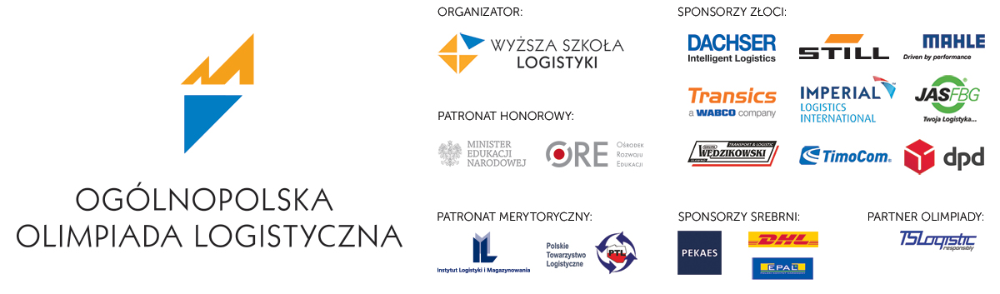 OGÓLNOPOLSKA
OLIMPIADA LOGISTYCZNA
ORGANIZATOR:
WYŻSZA SZKOŁA
LOGISTYKI
PATRONAT HONOROWY:
MINISTER
EDUKACJI
NARODOWEJ
ORE
Ośrodek
Rozwoju
Edukacji
PATRONAT MERYTORYCZNY:
Instytut Logistyki i Magazynowania
Polskie
Towarzystwo
Logistyczne
PTL
SPONSORZY ZŁOCI:
DACHSER
Intelligent Logistics
STILL
MAHLE
Driven by performance
Transics
a WABCO company
IMPERIAL™
LOGISTICS
INTERNATIONAL
JASFBG
Twoja Logistyka...
TRANSPORT & LOGISTIC
WĘDZIKOWSKI
TimoCom®
dpd
SPONSORZY SREBRNI:
PEKAES
DHL
EPAL
PARTNER OLIMPIADY:
TSLogistic
responsibly